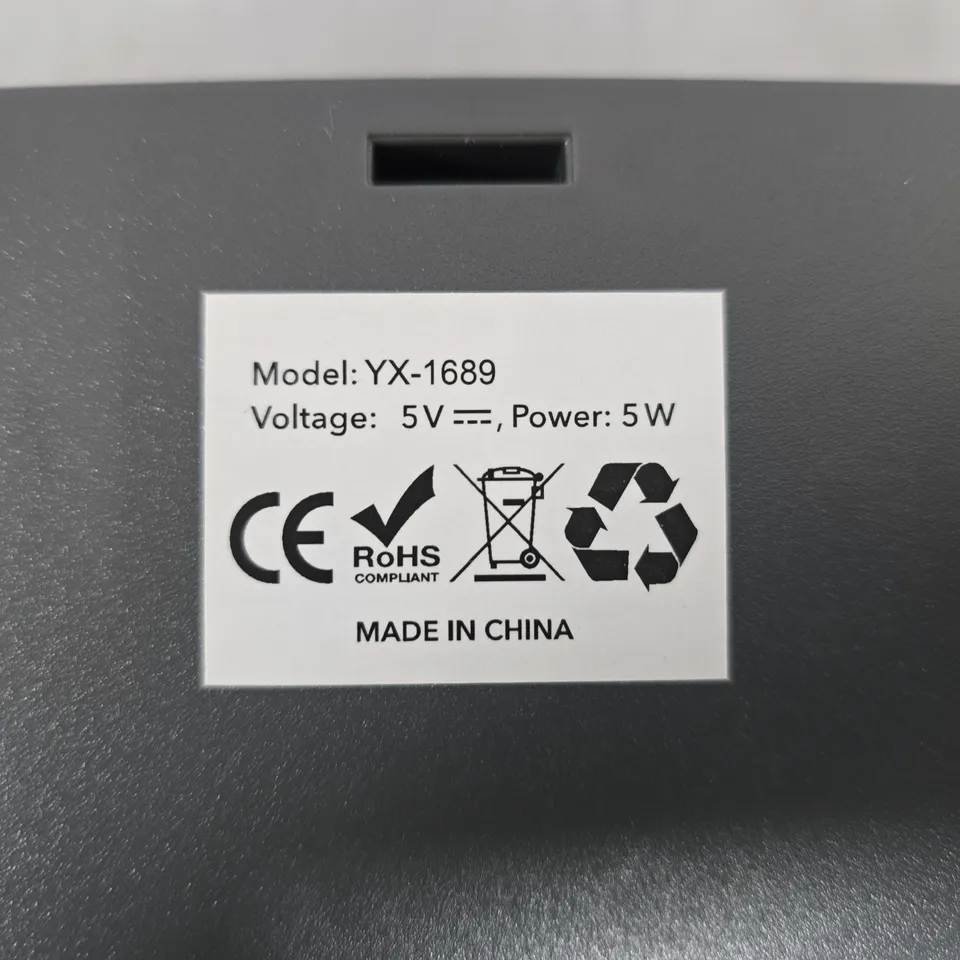 Model: YX-1689
Voltage: 5V ⎓, Power: 5W
CE RoHS
COMPLIANT
MADE IN CHINA